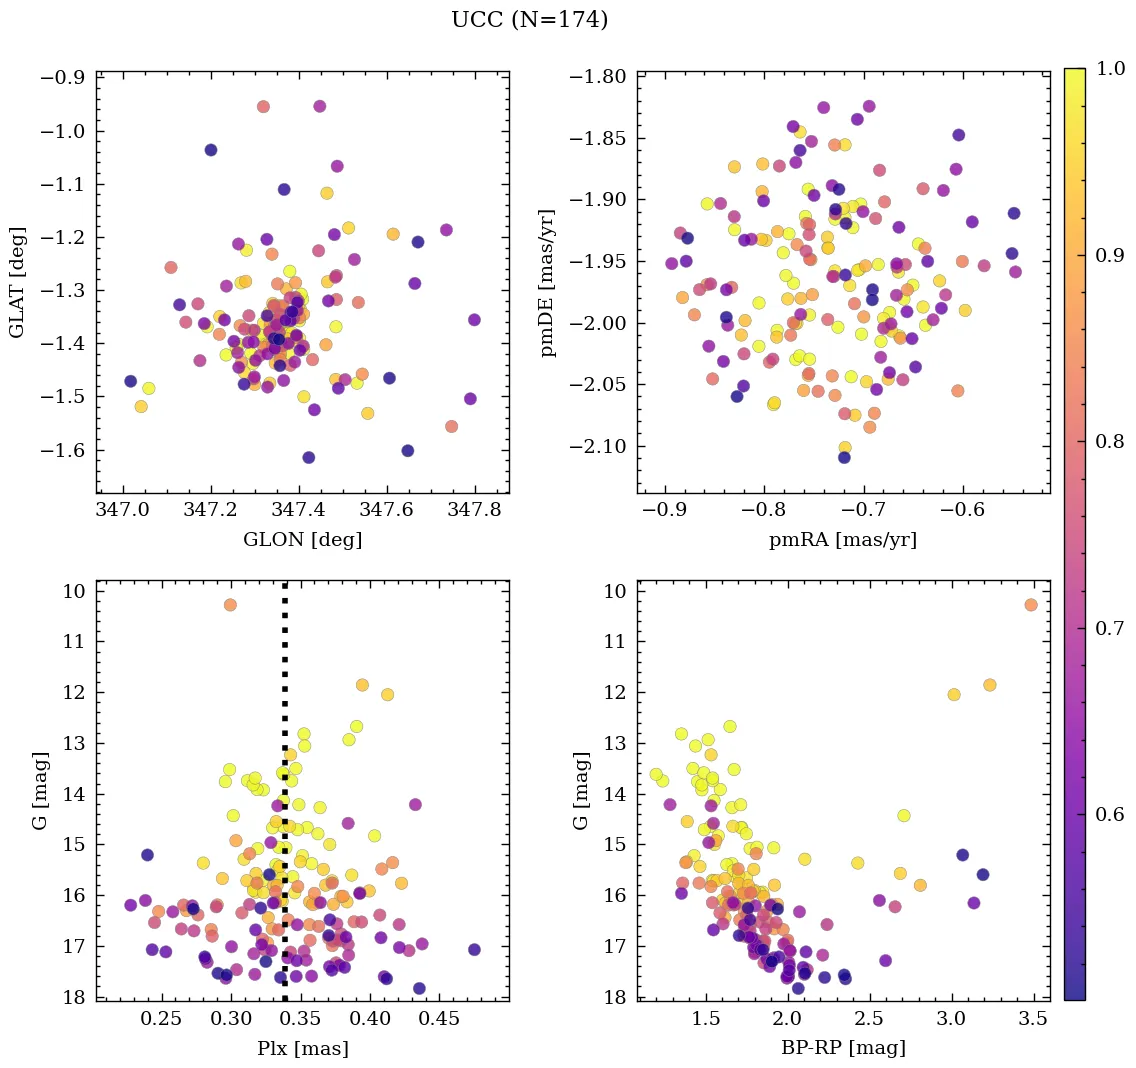 UCC (N=174)
−0.9
−1.0
−1.1
−1.2
−1.3
−1.4
−1.5
−1.6
GLAT [deg]
347.0 347.2 347.4 347.6 347.8
GLON [deg]
−1.80
−1.85
−1.90
−1.95
−2.00
−2.05
−2.10
pmDE [mas/yr]
−0.9 −0.8 −0.7 −0.6
pmRA [mas/yr]
1.0
0.9
0.8
0.7
0.6
10
11
12
13
14
15
16
17
18
G [mag]
0.25 0.30 0.35 0.40 0.45
Plx [mas]
10
11
12
13
14
15
16
17
18
G [mag]
1.5 2.0 2.5 3.0 3.5
BP-RP [mag]